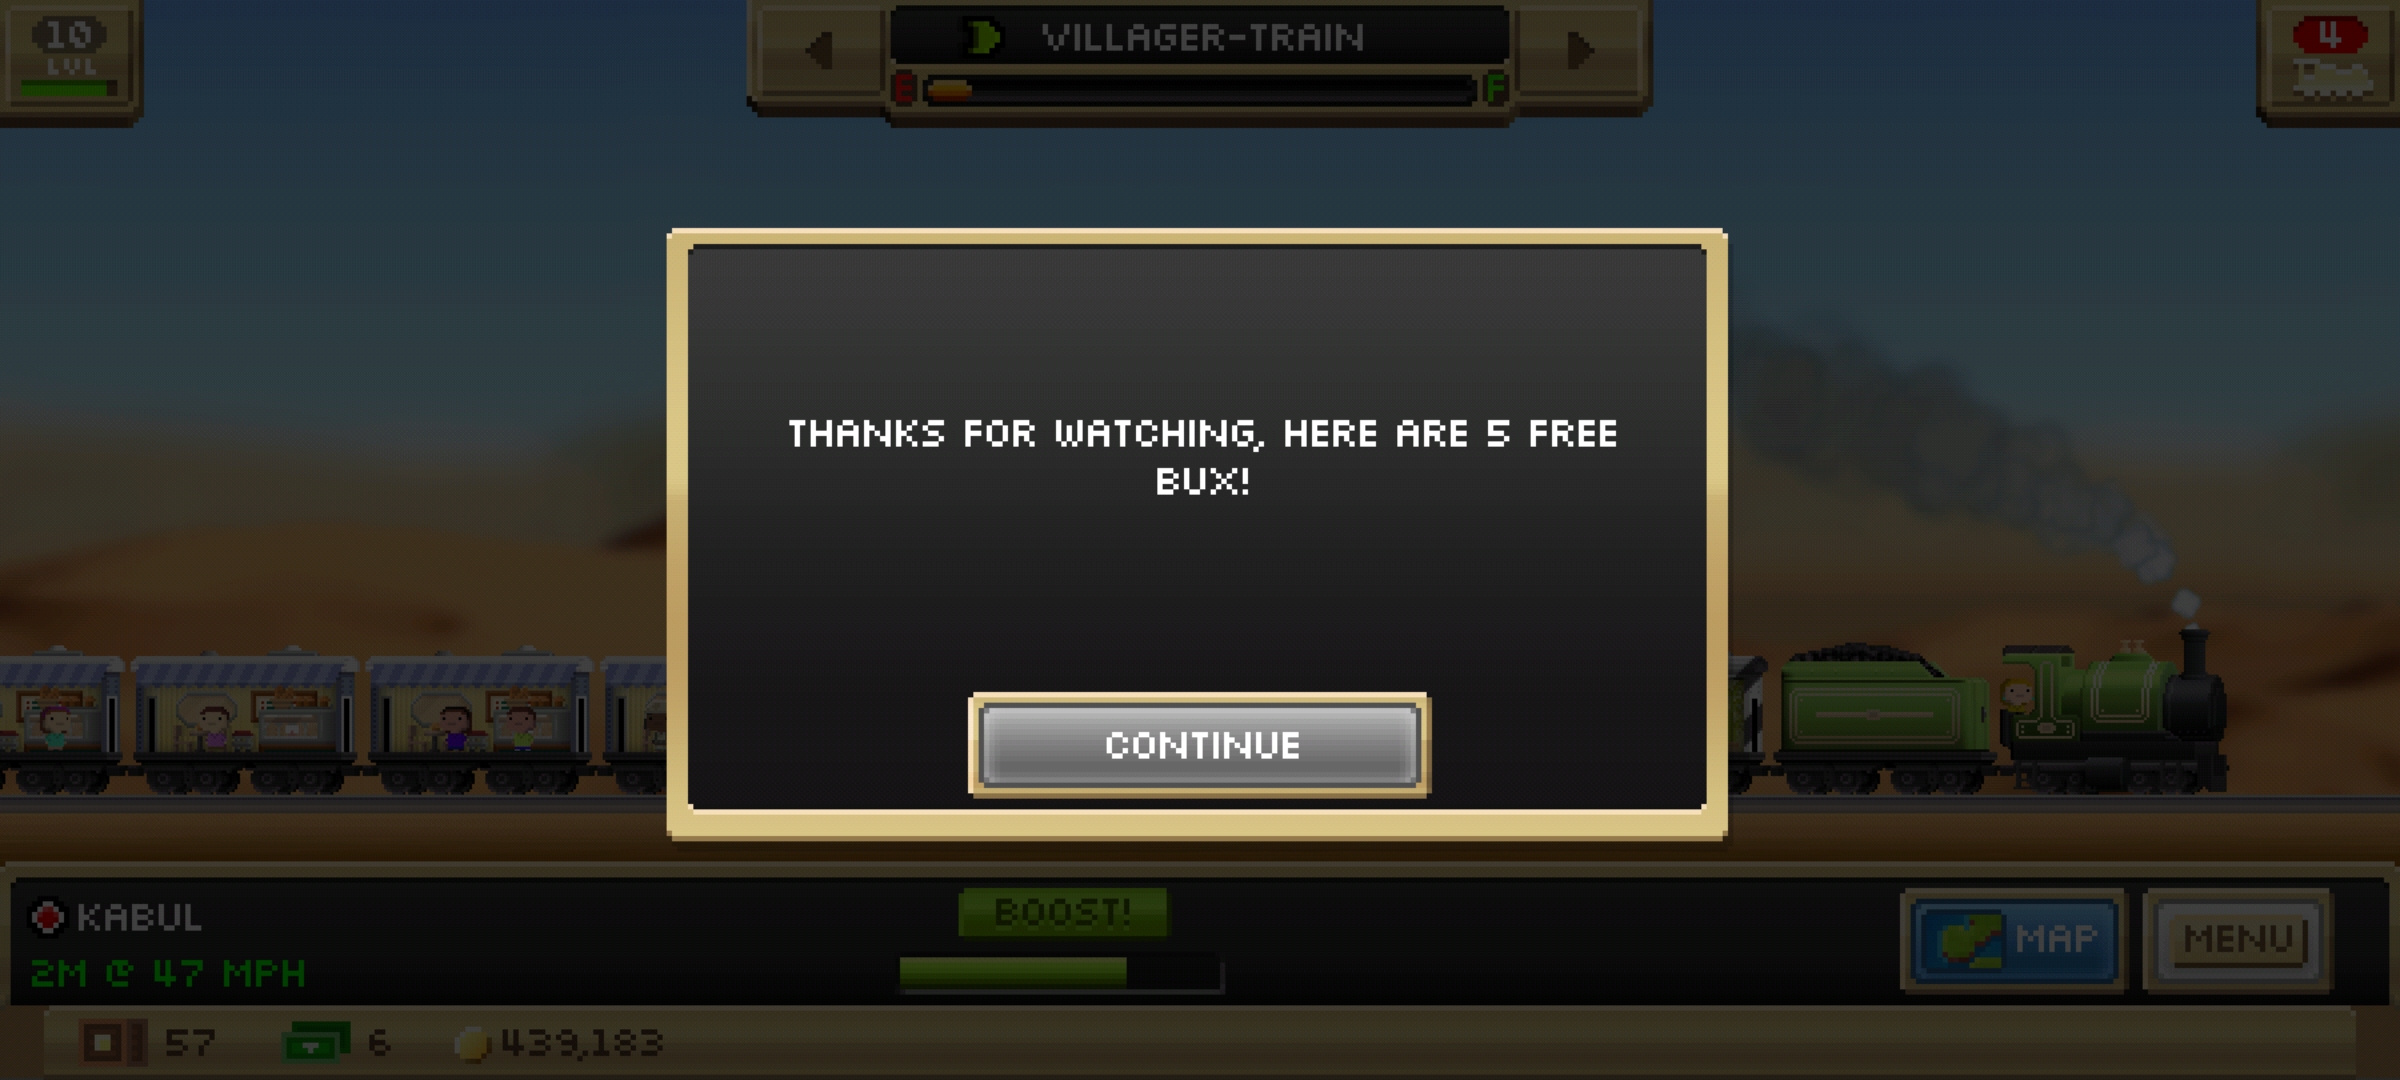 10
LVL
VILLAGER-TRAIN
E F
4
THANKS FOR WATCHING, HERE ARE 5 FREE
BUX!
CONTINUE
KABUL
2M @ 47 MPH
BOOST!
MAP
MENU
57 6 439,183